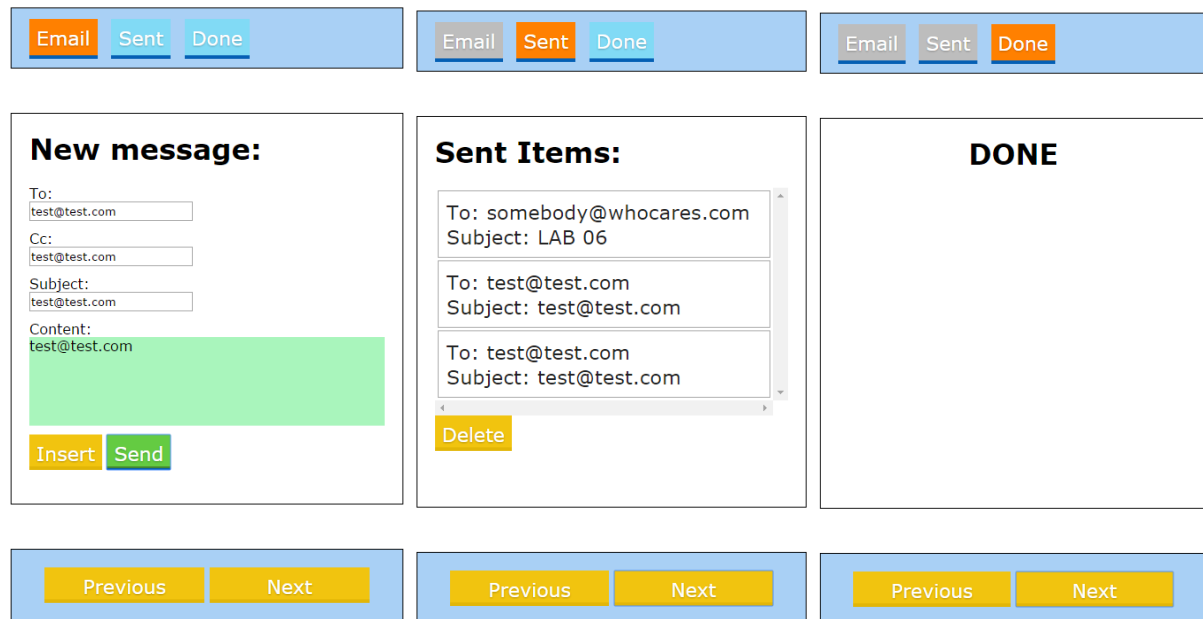 Email Sent Done
New message:
To:
test@test.com
Cc:
test@test.com
Subject:
test@test.com
Content:
test@test.com
Insert Send
Previous Next
Email Sent Done
Sent Items:
To: somebody@whocares.com
Subject: LAB 06
To: test@test.com
Subject: test@test.com
To: test@test.com
Subject: test@test.com
Delete
Previous Next
Email Sent Done
DONE
Previous Next